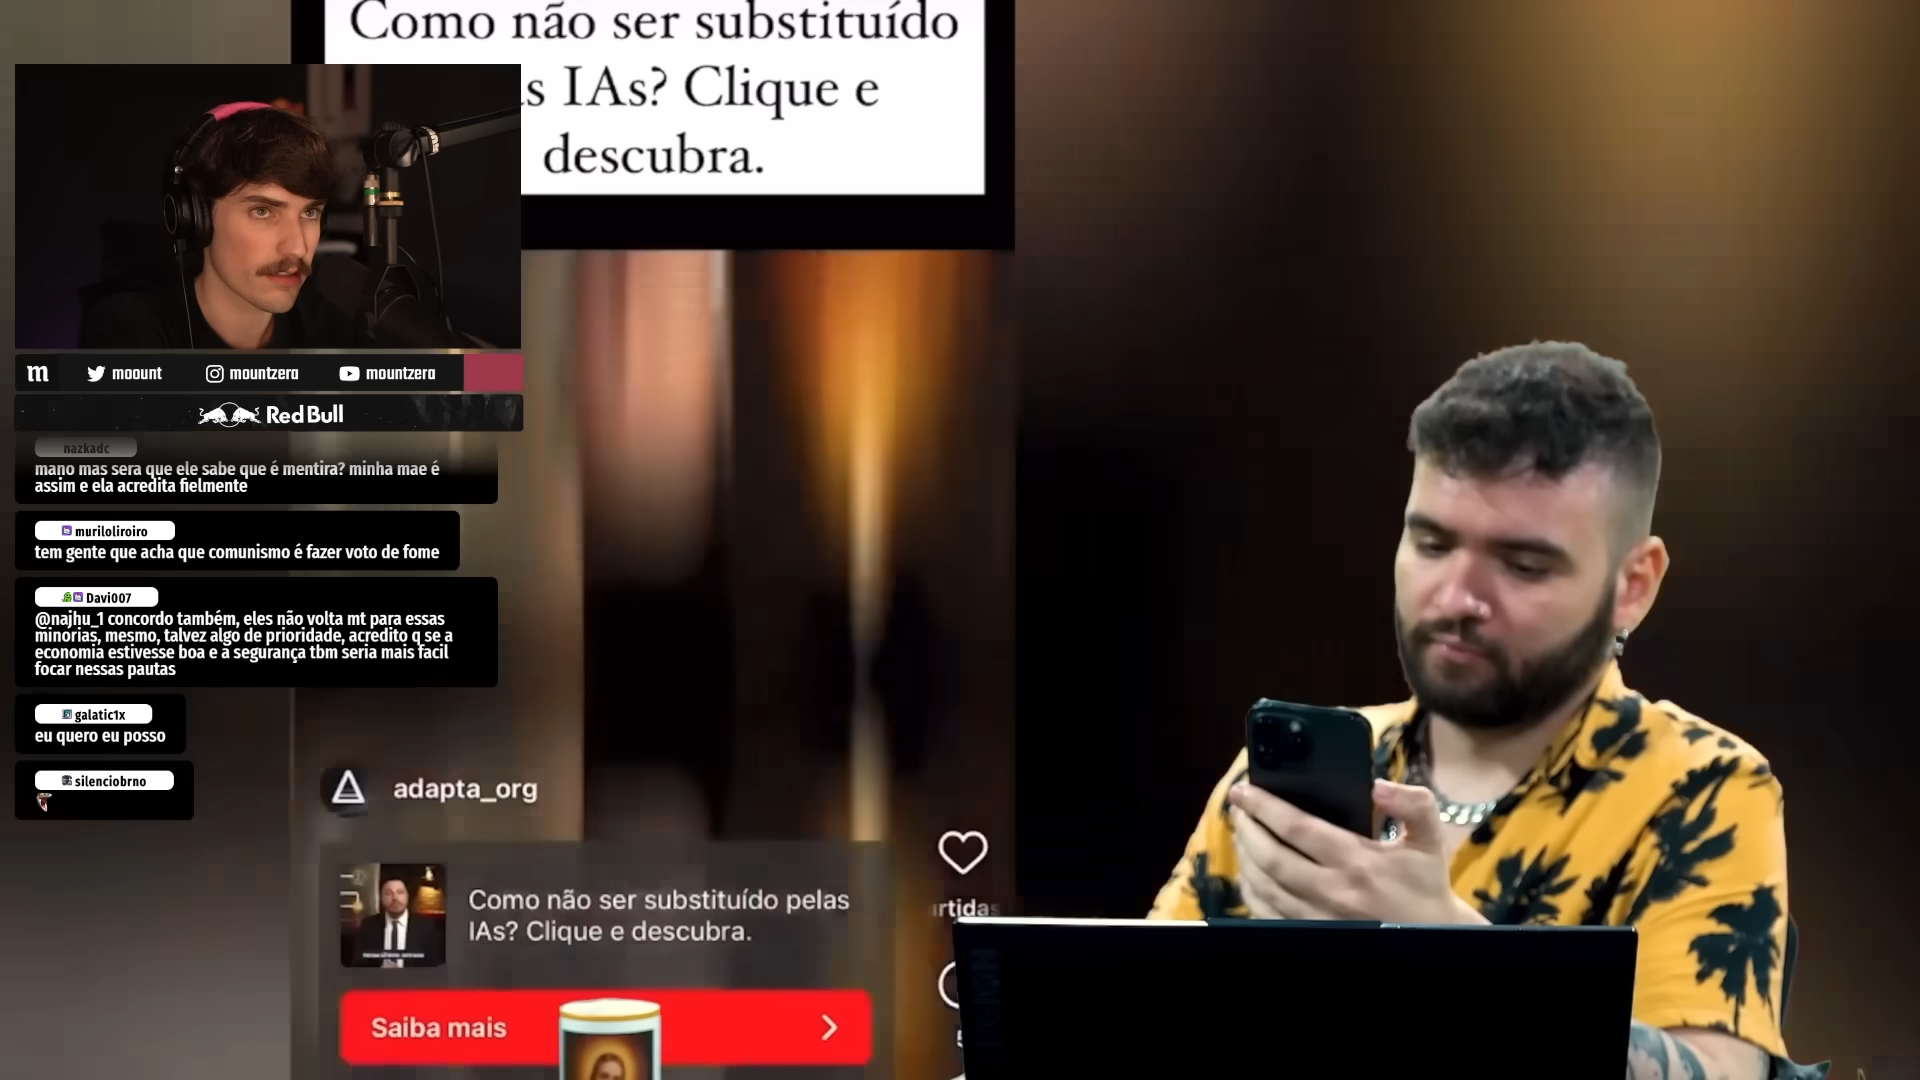 Como não ser substituído
s IAs? Clique e
descubra.
m
moount
mountzera
mountzera
Red Bull
nazkadc
mano mas sera que ele sabe que é mentira? minha mae é
assim e ela acredita fielmente
muriloliroiro
tem gente que acha que comunismo é fazer voto de fome
Davi007
@najhu_1 concordo também, eles não volta mt para essas
minorias, mesmo, talvez algo de prioridade, acredito q se a
economia estivesse boa e a segurança tbm seria mais facil
focar nessas pautas
galatic1x
eu quero eu posso
silenciobrno
adapta_org
Como não ser substituído pelas
IAs? Clique e descubra.
Saiba mais
rtidas
LEGION